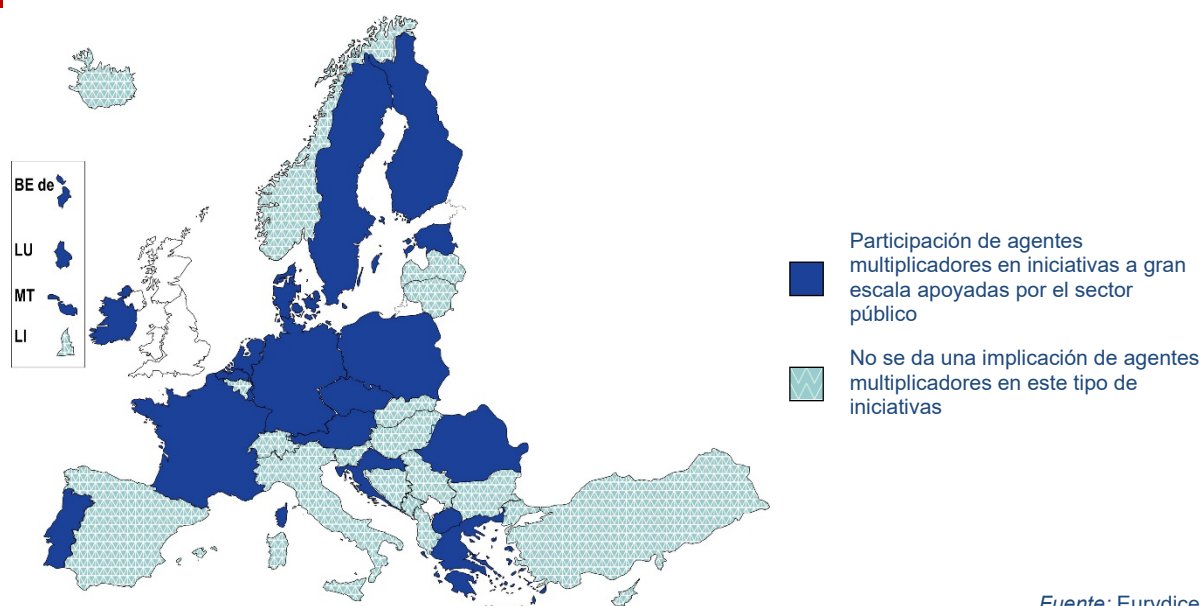 BE de
LU
MT
LI
Participación de agentes
multiplicadores en iniciativas a gran
escala apoyadas por el sector
público
No se da una implicación de agentes
multiplicadores en este tipo de
iniciativas
Fuente: Eurydice